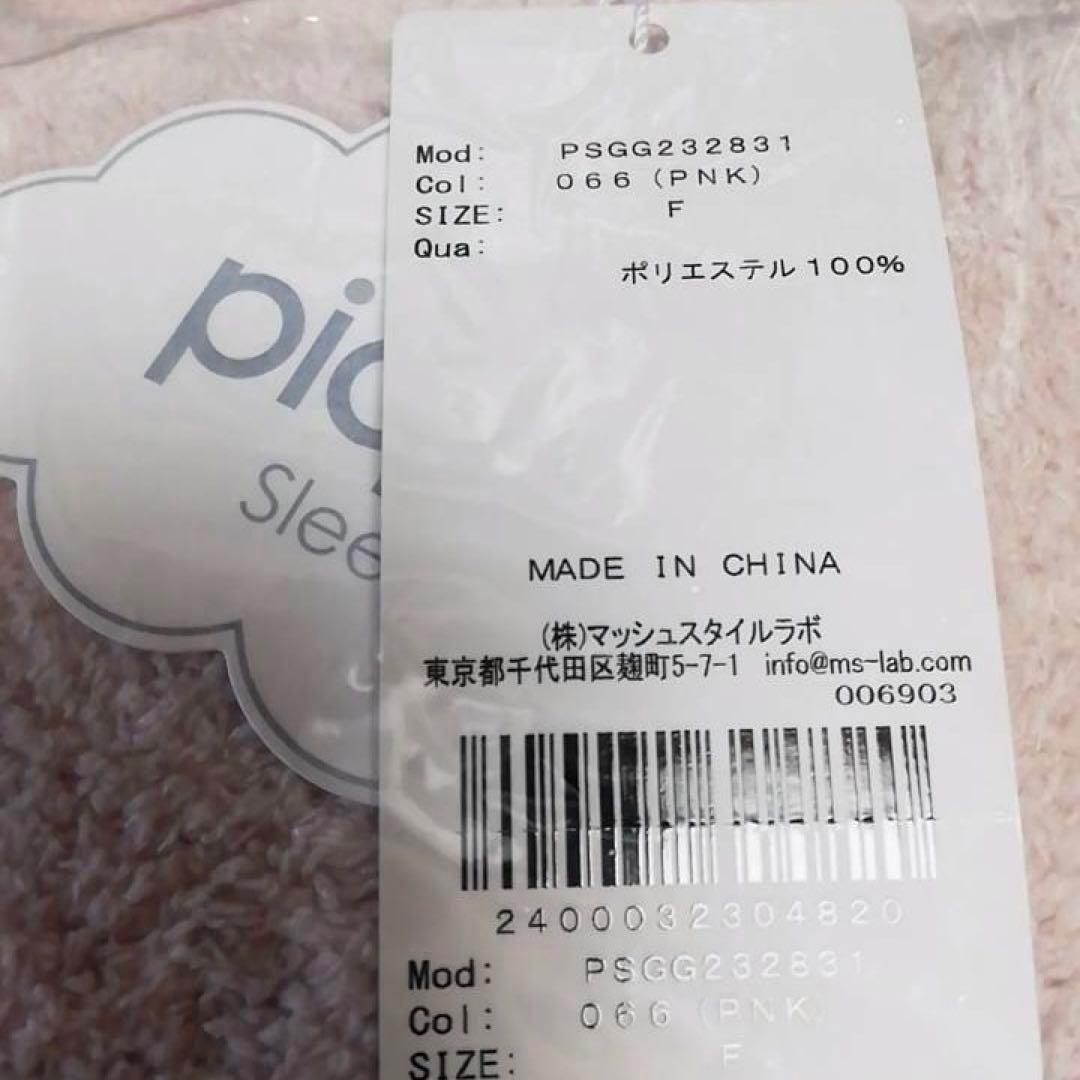 Mod: PSGG232831
Col: 066 (PNK)
SIZE: F
Qua:
ポリエステル100%
MADE IN CHINA
(株)マッシュスタイルラボ
東京都千代田区麹町5-7-1 info@ms-lab.com
006903
2400032304820
Mod: PSGG232831
Col: 066 (PNK)
SIZE: F